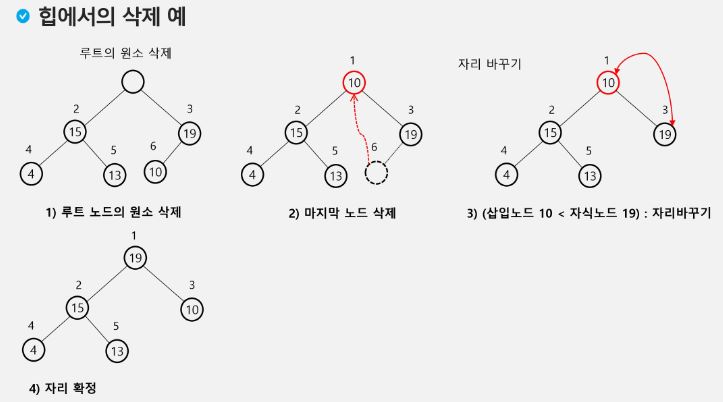 힙에서의 삭제 예
루트의 원소 삭제
2 3
15 19
4 5 6
4 13 10
1) 루트 노드의 원소 삭제
1
10
2 3
15 19
4 5 6
4 13
2) 마지막 노드 삭제
자리 바꾸기
1
10
2 3
15 19
4 5
4 13
3) (삽입노드 10 < 자식노드 19) : 자리바꾸기
1
19
2 3
15 10
4 5
4 13
4) 자리 확정